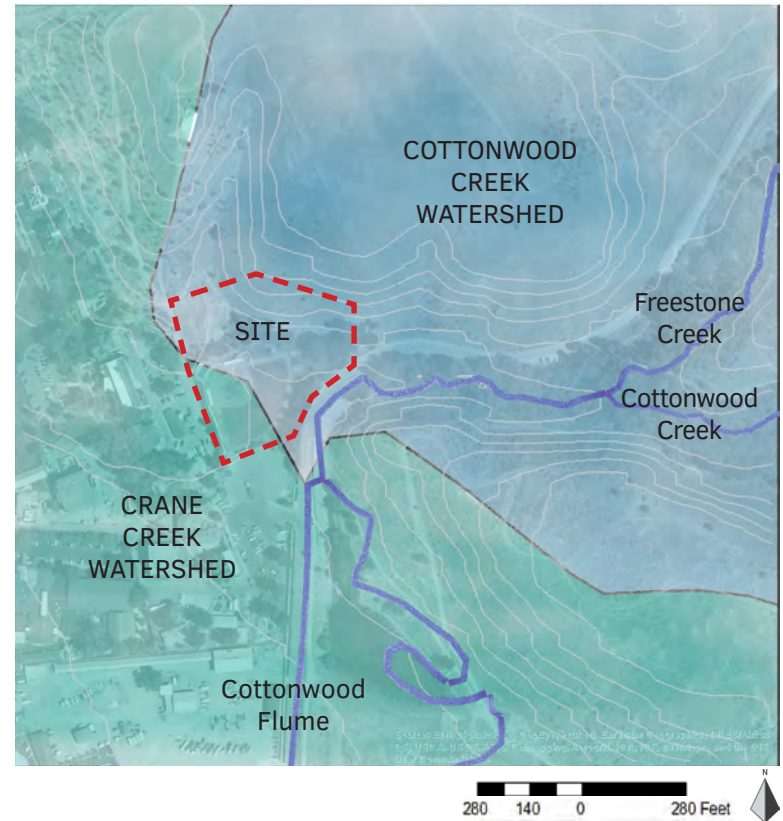 COTTONWOOD
CREEK
WATERSHED
Freestone
Creek
SITE
Cottonwood
Creek
CRANE
CREEK
WATERSHED
Cottonwood
Flume
N
280 140 0 280 Feet